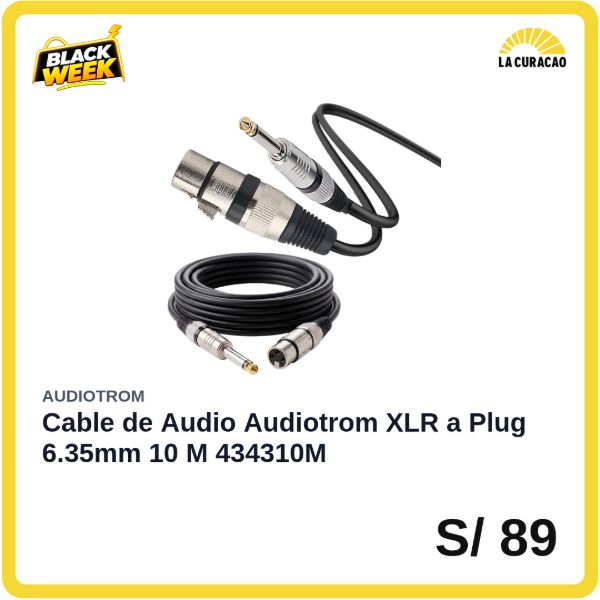 BLACK
WEEK
LA CURACAO
AUDIOTROM
Cable de Audio Audiotrom XLR a Plug
6.35mm 10 M 434310M
S/ 89